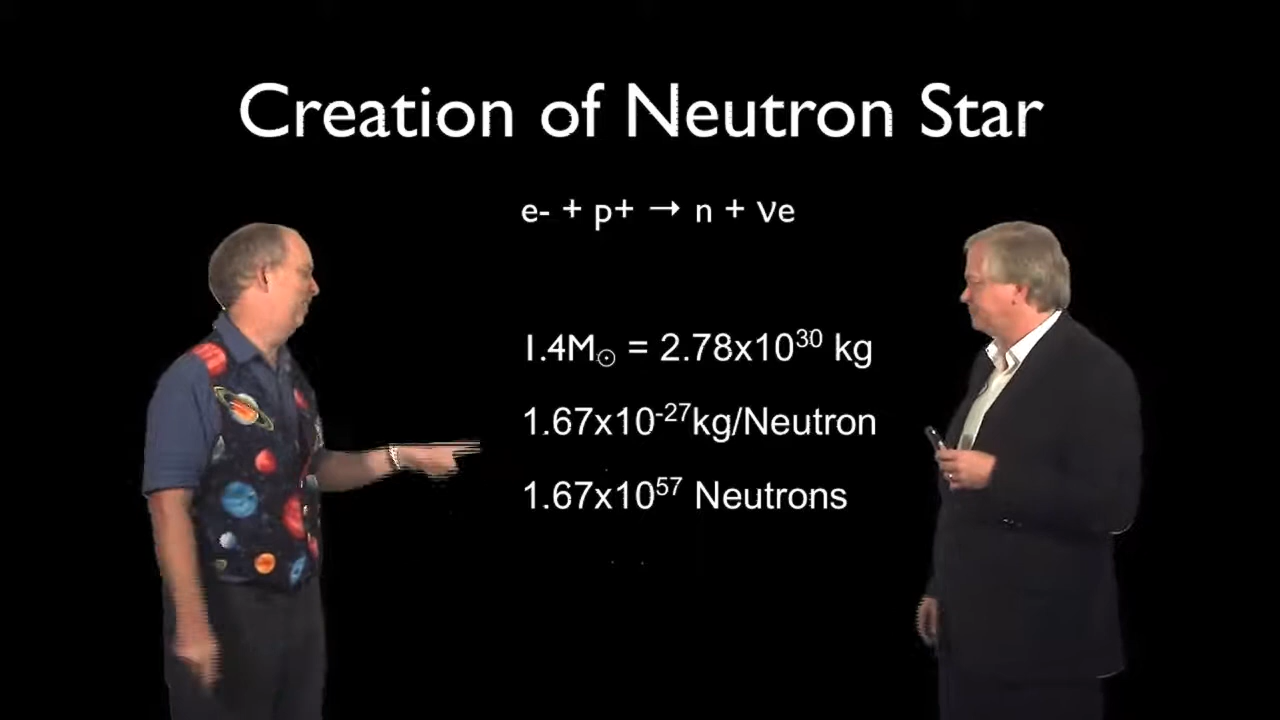 Creation of Neutron Star
e- + p+ → n + νe
1.4M☉ = 2.78x10³⁰ kg
1.67x10⁻²⁷kg/Neutron
1.67x10⁵⁷ Neutrons